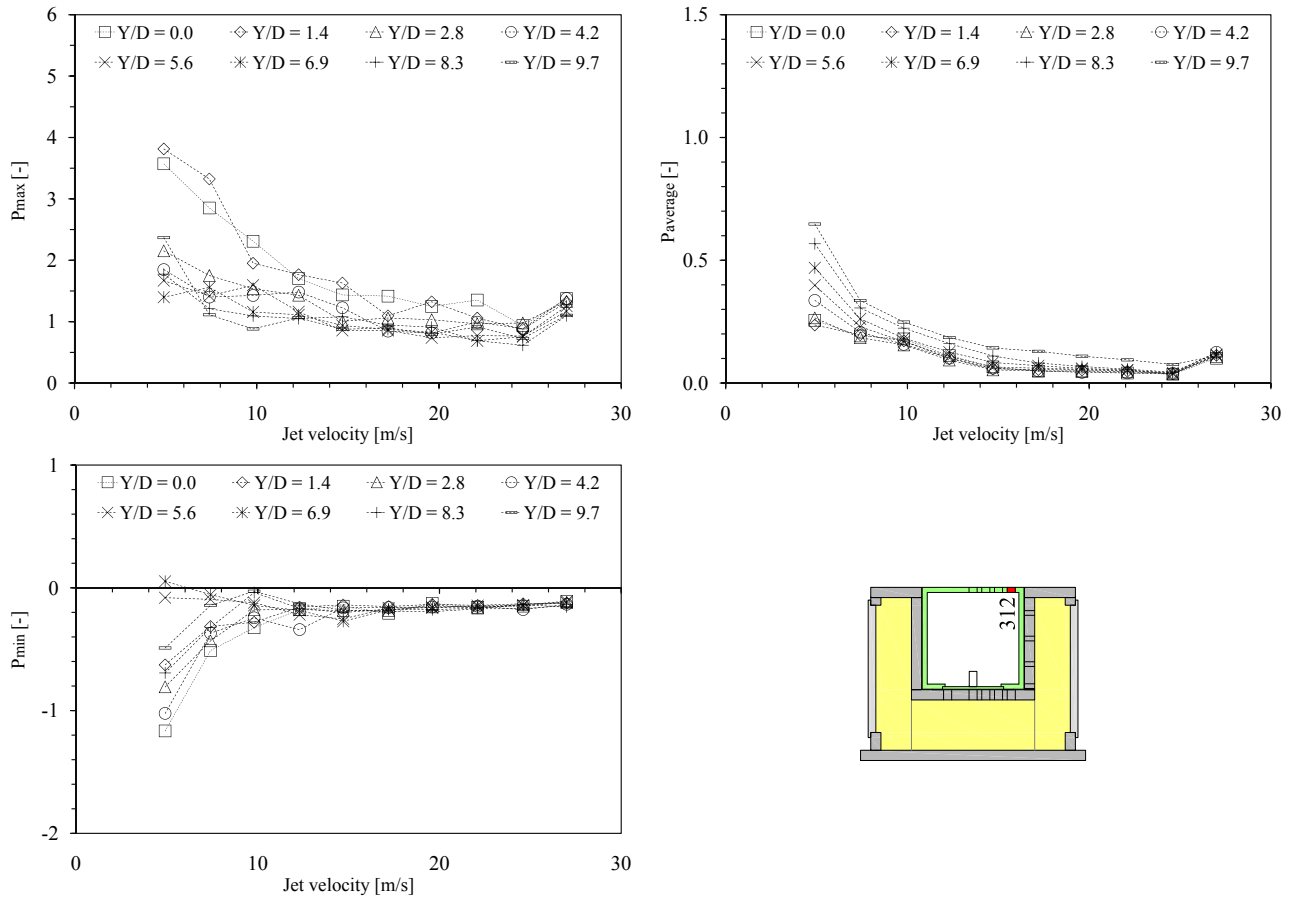 6
Y/D = 0.0 Y/D = 1.4 Y/D = 2.8 Y/D = 4.2
Y/D = 5.6 Y/D = 6.9 Y/D = 8.3 Y/D = 9.7
5
4
3
2
1
0
Pmax [-]
0 10 20 30
Jet velocity [m/s]
1.5
Y/D = 0.0 Y/D = 1.4 Y/D = 2.8 Y/D = 4.2
Y/D = 5.6 Y/D = 6.9 Y/D = 8.3 Y/D = 9.7
1.0
0.5
0.0
Paverage [-]
0 10 20 30
Jet velocity [m/s]
1
Y/D = 0.0 Y/D = 1.4 Y/D = 2.8 Y/D = 4.2
Y/D = 5.6 Y/D = 6.9 Y/D = 8.3 Y/D = 9.7
0
-1
-2
Pmin [-]
0 10 20 30
Jet velocity [m/s]
312